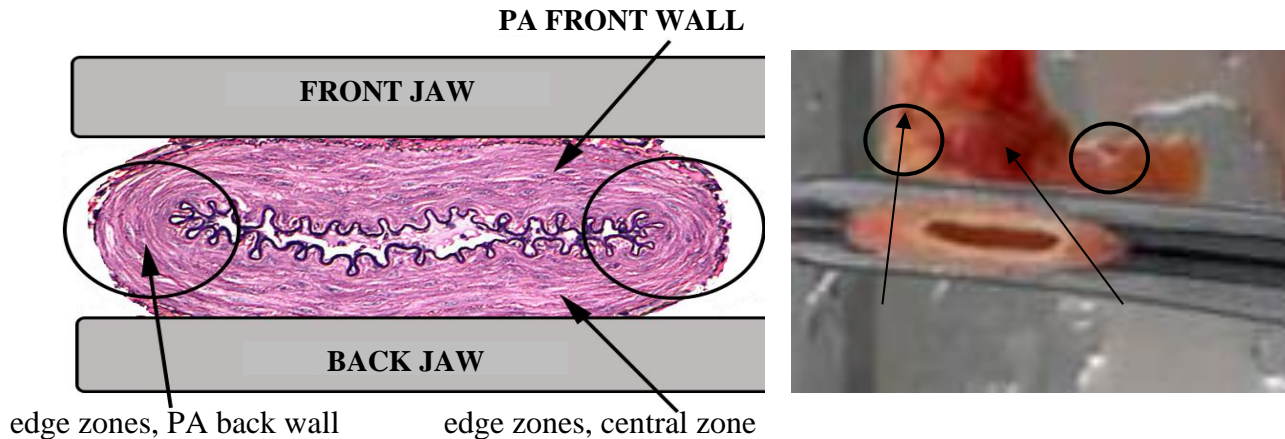 PA FRONT WALL
FRONT JAW
BACK JAW
edge zones, PA back wall
edge zones, central zone